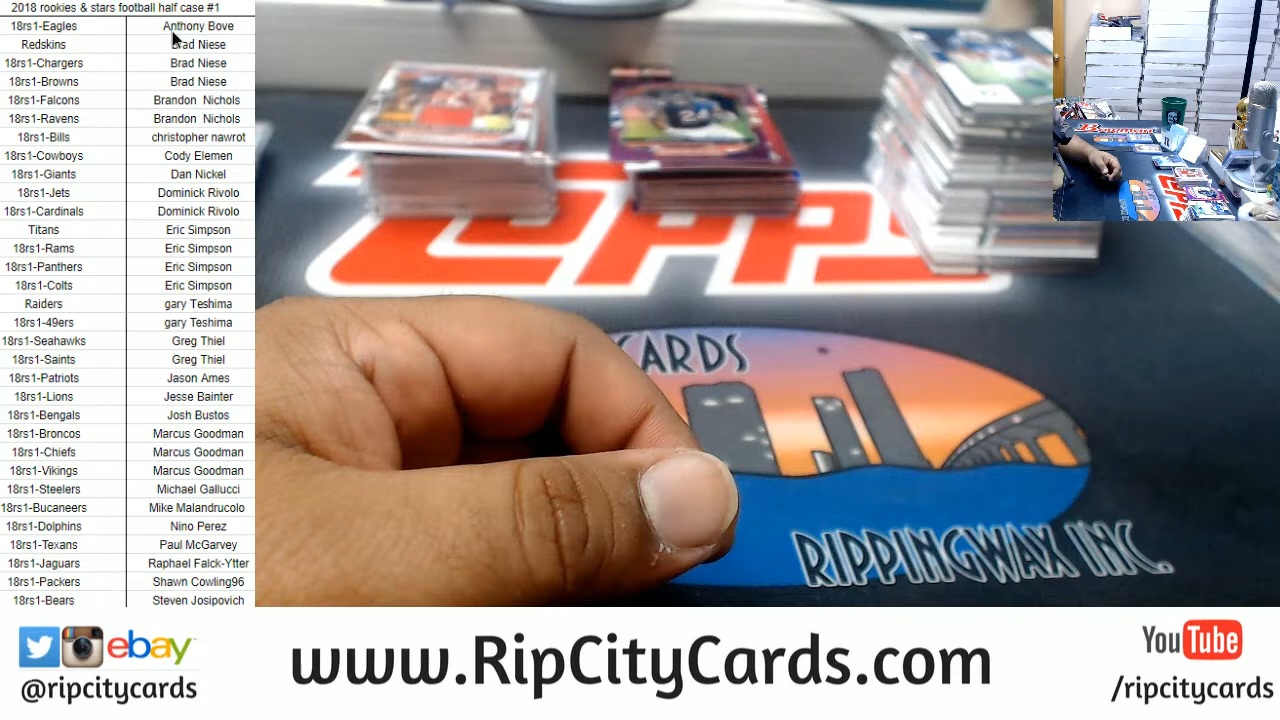 2018 rookies & stars football half case #1
18rs1-Eagles Anthony Bove
Redskins Brad Niese
18rs1-Chargers Brad Niese
18rs1-Browns Brad Niese
18rs1-Falcons Brandon Nichols
18rs1-Ravens Brandon Nichols
18rs1-Bills christopher nawrot
18rs1-Cowboys Cody Elemen
18rs1-Giants Dan Nickel
18rs1-Jets Dominick Rivolo
18rs1-Cardinals Dominick Rivolo
Titans Eric Simpson
18rs1-Rams Eric Simpson
18rs1-Panthers Eric Simpson
18rs1-Colts Eric Simpson
Raiders gary Teshima
18rs1-49ers gary Teshima
18rs1-Seahawks Greg Thiel
18rs1-Saints Greg Thiel
18rs1-Patriots Jason Ames
18rs1-Lions Jesse Bainter
18rs1-Bengals Josh Bustos
18rs1-Broncos Marcus Goodman
18rs1-Chiefs Marcus Goodman
18rs1-Vikings Marcus Goodman
18rs1-Steelers Michael Gallucci
18rs1-Bucaneers Mike Malandrucolo
18rs1-Dolphins Nino Perez
18rs1-Texans Paul McGarvey
18rs1-Jaguars Raphael Falck-Ytter
18rs1-Packers Shawn Cowling96
18rs1-Bears Steven Josipovich
TOPPS
CARDS
RIPPINGWAX INC.
Bowman
ebay
@ripcitycards
www.RipCityCards.com
YouTube
/ripcitycards